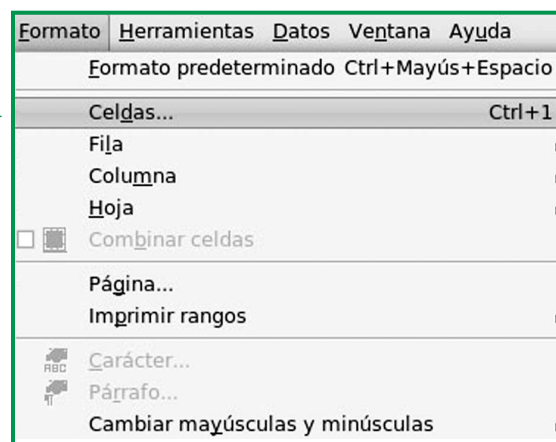 Formato Herramientas Datos Ventana Ayuda
Formato predeterminado Ctrl+Mayús+Espacio
Celdas... Ctrl+1
Fila
Columna
Hoja
Combinar celdas
Página...
Imprimir rangos
ABC Carácter...
Párrafo...
Cambiar mayúsculas y minúsculas